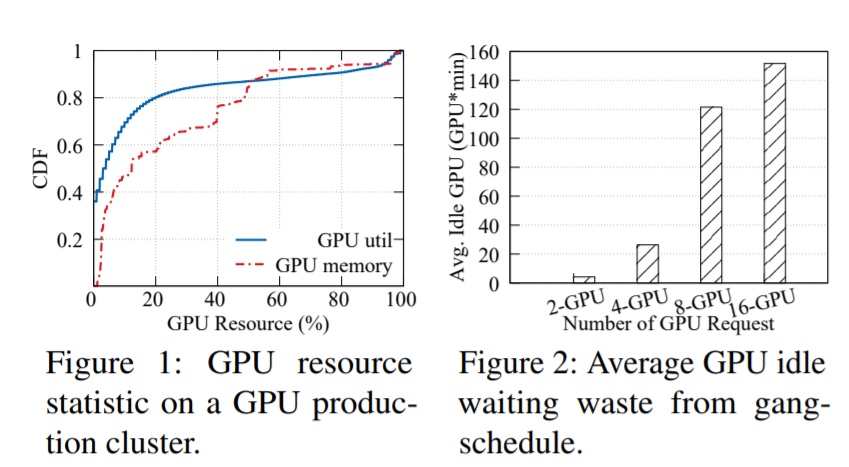 1
0.8
0.6
0.4
0.2
CDF
GPU util
GPU memory
0 20 40 60 80 100
GPU Resource (%)
Figure 1: GPU resource
statistic on a GPU produc-
tion cluster.
160
140
120
100
80
60
40
20
0
Avg. Idle GPU (GPU*min)
2-GPU 4-GPU 8-GPU 16-GPU
Number of GPU Request
Figure 2: Average GPU idle
waiting waste from gang-
schedule.